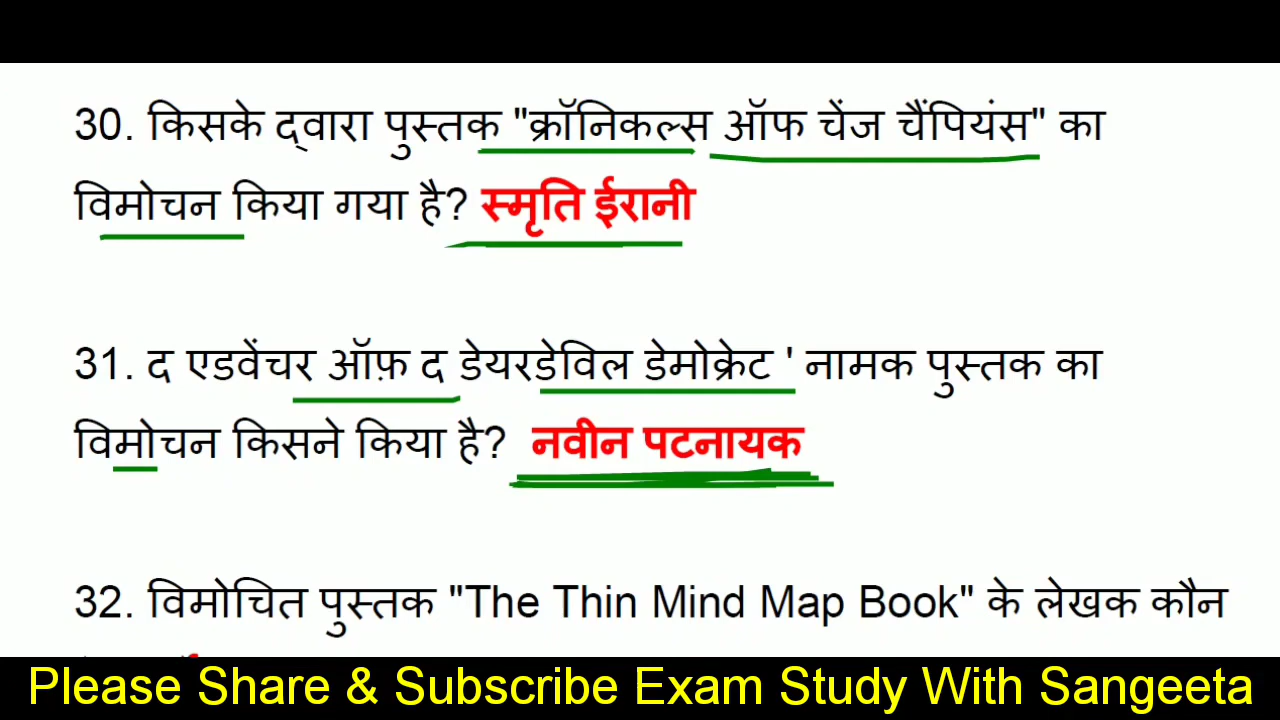 30. किसके द्वारा पुस्तक "क्रॉनिकल्स ऑफ चेंज चैंपियंस" का
विमोचन किया गया है? स्मृति ईरानी
31. द एडवेंचर ऑफ़ द डेयरडेविल डेमोक्रेट ' नामक पुस्तक का
विमोचन किसने किया है? नवीन पटनायक
32. विमोचित पुस्तक "The Thin Mind Map Book" के लेखक कौन
Please Share & Subscribe Exam Study With Sangeeta